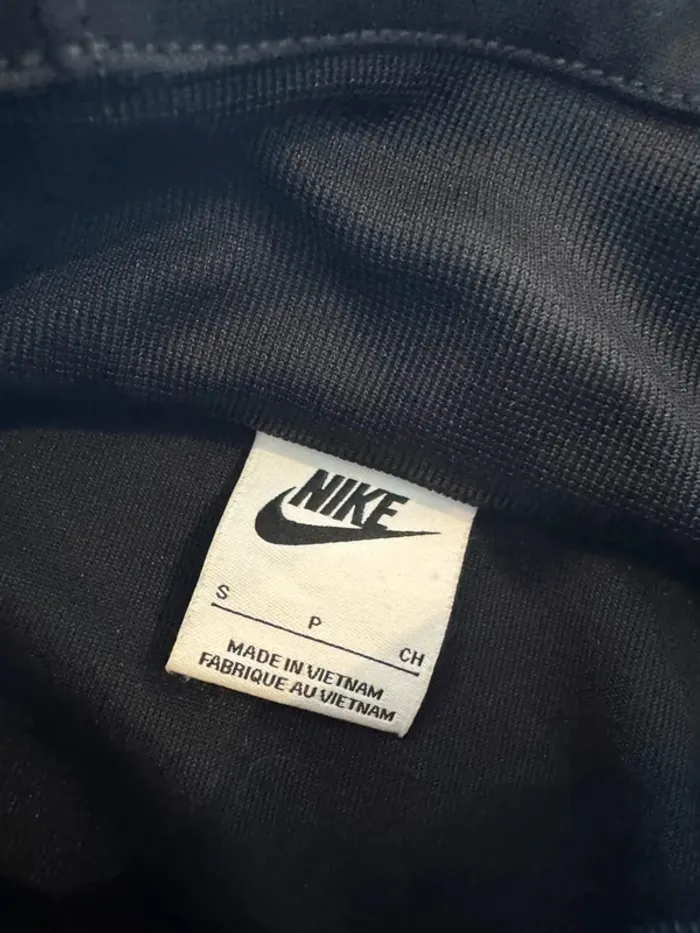 NIKE
S P CH
MADE IN VIETNAM
FABRIQUE AU VIETNAM